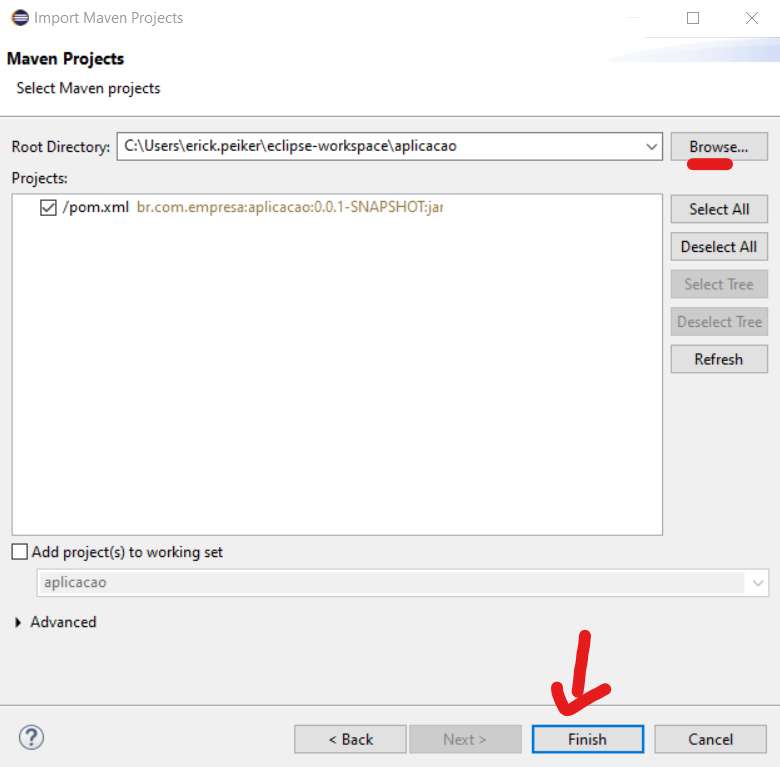 Import Maven Projects
Maven Projects
Select Maven projects
Root Directory: C:\Users\erick.peiker\eclipse-workspace\aplicacao Browse...
Projects:
/pom.xml br.com.empresa:aplicacao:0.0.1-SNAPSHOT:jar
Select All
Deselect All
Select Tree
Deselect Tree
Refresh
Add project(s) to working set
aplicacao
Advanced
? < Back Next > Finish Cancel